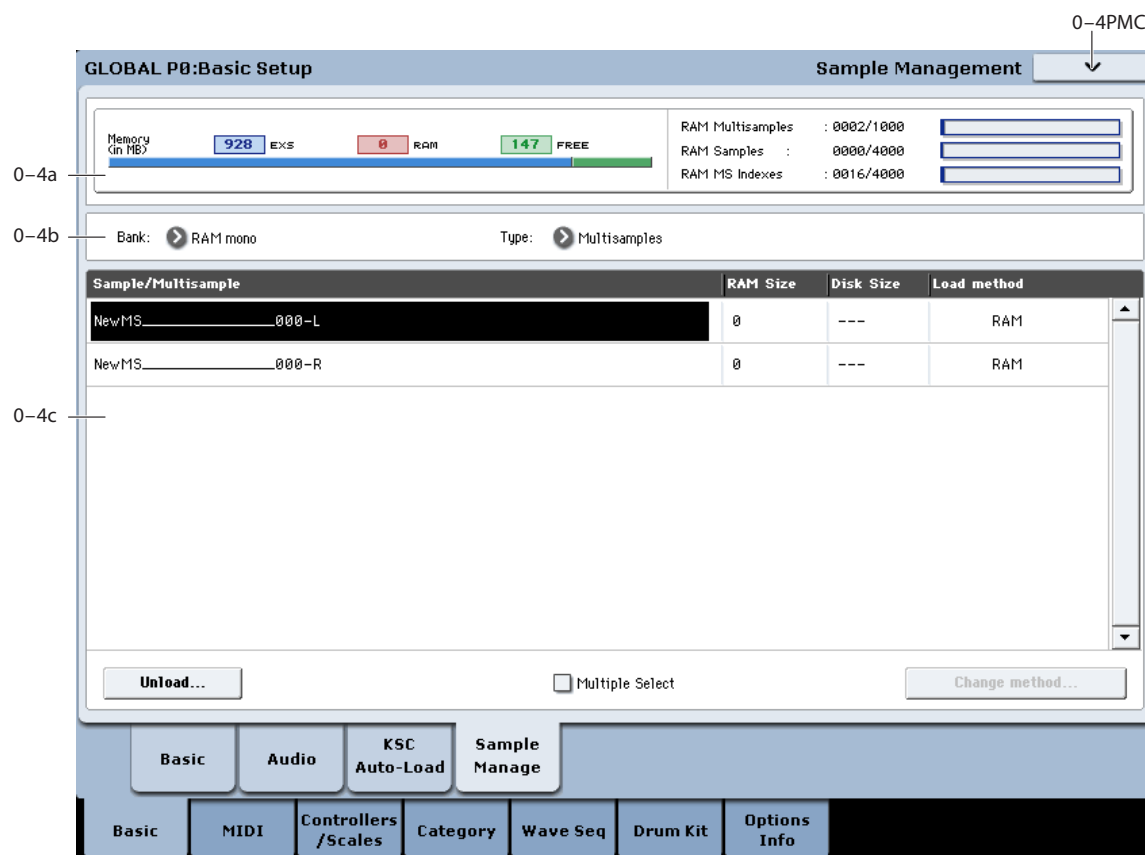 0–4PMC
GLOBAL P0:Basic Setup Sample Management
Memory (in MB) 928 EXS 0 RAM 147 FREE
RAM Multisamples : 0002/1000
RAM Samples : 0000/4000
RAM MS Indexes : 0016/4000
0–4a
0–4b
Bank: RAM mono Type: Multisamples
Sample/Multisample RAM Size Disk Size Load method
NewMS______________000-L 0 --- RAM
NewMS______________000-R 0 --- RAM
0–4c
Unload... Multiple Select Change method...
Basic Audio KSC Auto-Load Sample Manage
Basic MIDI Controllers /Scales Category Wave Seq Drum Kit Options Info